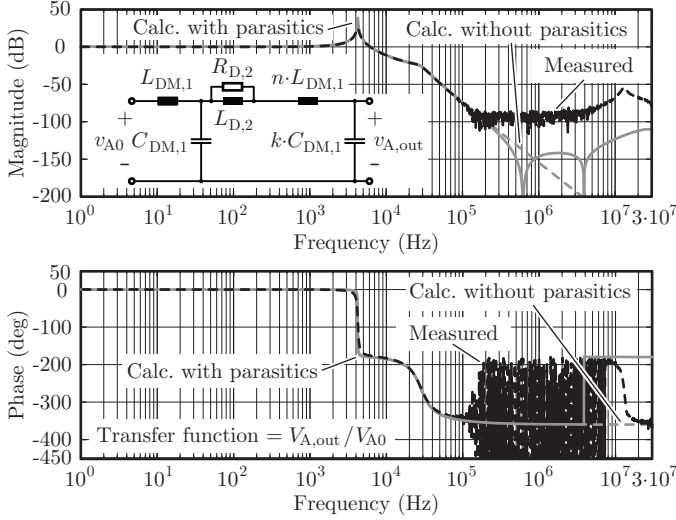 50
0
-50
-100
-150
-200
Magnitude (dB)
Calc. with parasitics
Calc. without parasitics
Measured
R_D,2
L_DM,1
n·L_DM,1
L_D,2
+
v_A0
−
C_DM,1
k·C_DM,1
+
v_A,out
−
10^0
10^1
10^2
10^3
10^4
10^5
10^6
10^7
3·10^7
Frequency (Hz)
50
0
-100
-200
-300
-400
-450
Phase (deg)
Calc. without parasitics
Measured
Calc. with parasitics
Transfer function = V_A,out/V_A0
10^0
10^1
10^2
10^3
10^4
10^5
10^6
10^7
3·10^7
Frequency (Hz)